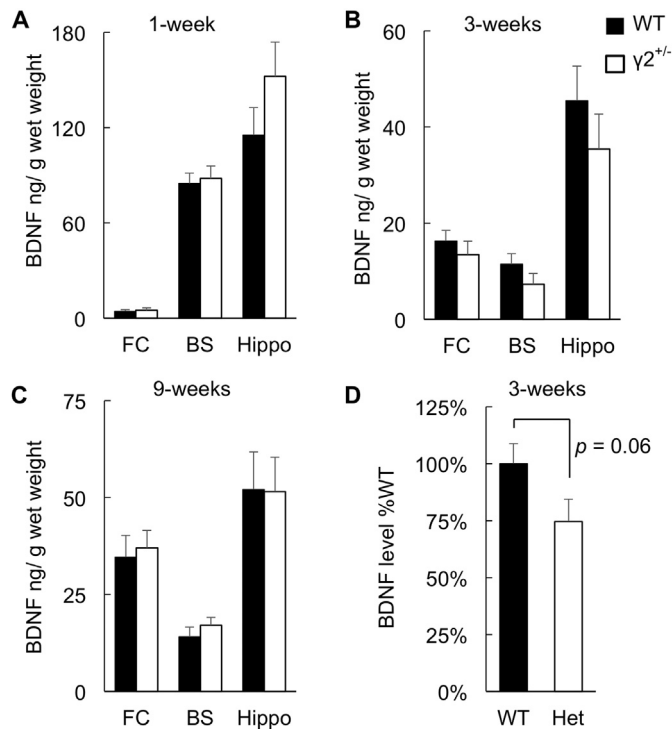 A
1-week
BDNF ng/ g wet weight
180
120
60
0
FC BS Hippo
B
3-weeks
WT
γ2+/-
BDNF ng/ g wet weight
60
40
20
0
FC BS Hippo
C
9-weeks
BDNF ng/ g wet weight
75
50
25
0
FC BS Hippo
D
3-weeks
p = 0.06
BDNF level %WT
125%
100%
75%
50%
25%
0%
WT Het